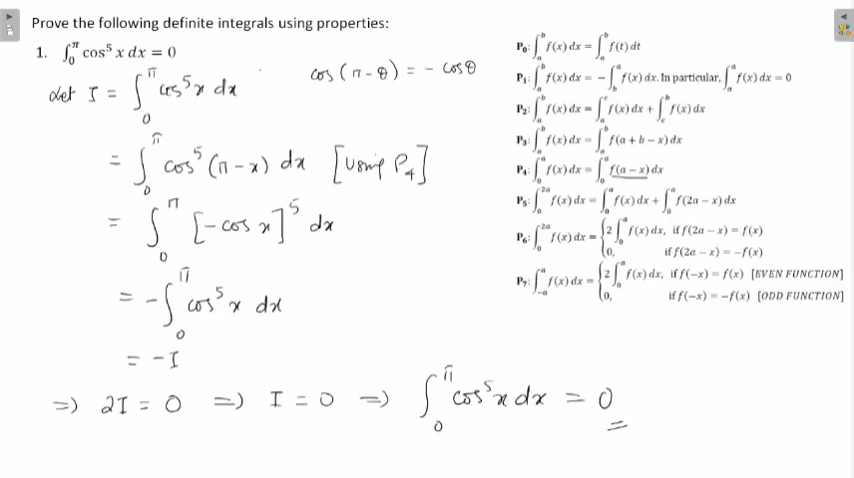 Prove the following definite integrals using properties:
1. ∫₀^π cos⁵ x dx = 0
Let I = ∫₀^π cos⁵x dx
cos (π - θ) = - cos θ
= ∫₀^π cos⁵ (π - x) dx [Using P₄]
= ∫₀^π [-cos x]⁵ dx
= -∫₀^π cos⁵ x dx
= -I
⇒ 2I = 0 ⇒ I = 0 ⇒ ∫₀^π cos⁵x dx = 0
P₀: ∫ₐᵇ f(x) dx = ∫ₐᵇ f(t) dt
P₁: ∫ₐᵇ f(x) dx = -∫_b^a f(x) dx. In particular, ∫ₐᵃ f(x) dx = 0
P₂: ∫ₐᵇ f(x) dx = ∫ₐᶜ f(x) dx + ∫_c^b f(x) dx
P₃: ∫ₐᵇ f(x) dx = ∫ₐᵇ f(a + b - x) dx
P₄: ∫₀ᵃ f(x) dx = ∫₀ᵃ f(a - x) dx
P₅: ∫₀²ᵃ f(x) dx = ∫₀ᵃ f(x) dx + ∫₀ᵃ f(2a - x) dx
P₆: ∫₀²ᵃ f(x) dx = {2∫₀ᵃ f(x) dx, if f(2a - x) = f(x)
0, if f(2a - x) = -f(x)
P₇: ∫₋ₐᵃ f(x) dx = {2∫₀ᵃ f(x) dx, if f(-x) = f(x) [EVEN FUNCTION]
0, if f(-x) = -f(x) [ODD FUNCTION]